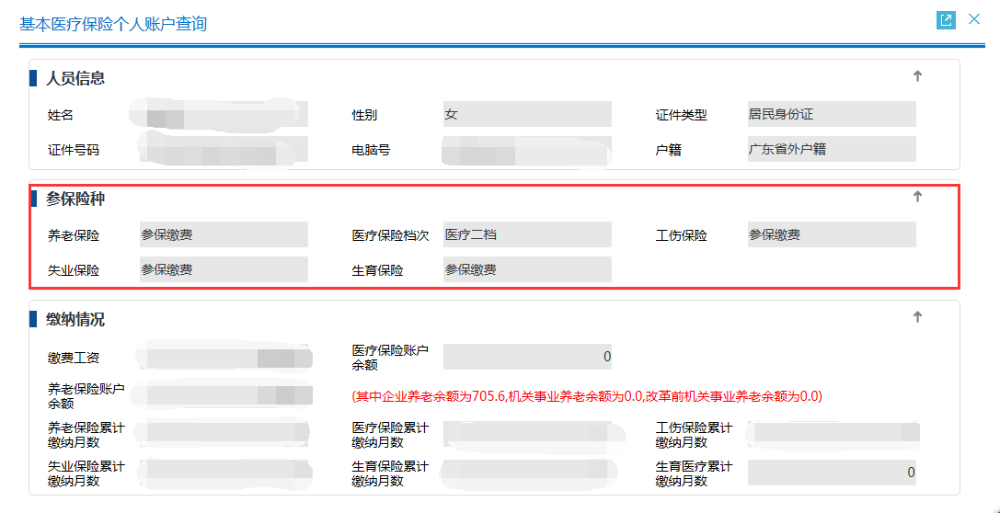 基本医疗保险个人账户查询
人员信息
姓名 性别 女 证件类型 居民身份证
证件号码 电脑号 户籍 广东省外户籍
参保险种
养老保险 参保缴费 医疗保险档次 医疗二档 工伤保险 参保缴费
失业保险 参保缴费 生育保险 参保缴费
缴纳情况
缴费工资 医疗保险账户
余额 0
养老保险账户
余额 (其中企业养老余额为705.6,机关事业养老余额为0.0,改革前机关事业养老余额为0.0)
养老保险累计 医疗保险累计 工伤保险累计
缴纳月数 缴纳月数 缴纳月数
失业保险累计 生育保险累计 生育医疗累计
缴纳月数 缴纳月数 缴纳月数 0